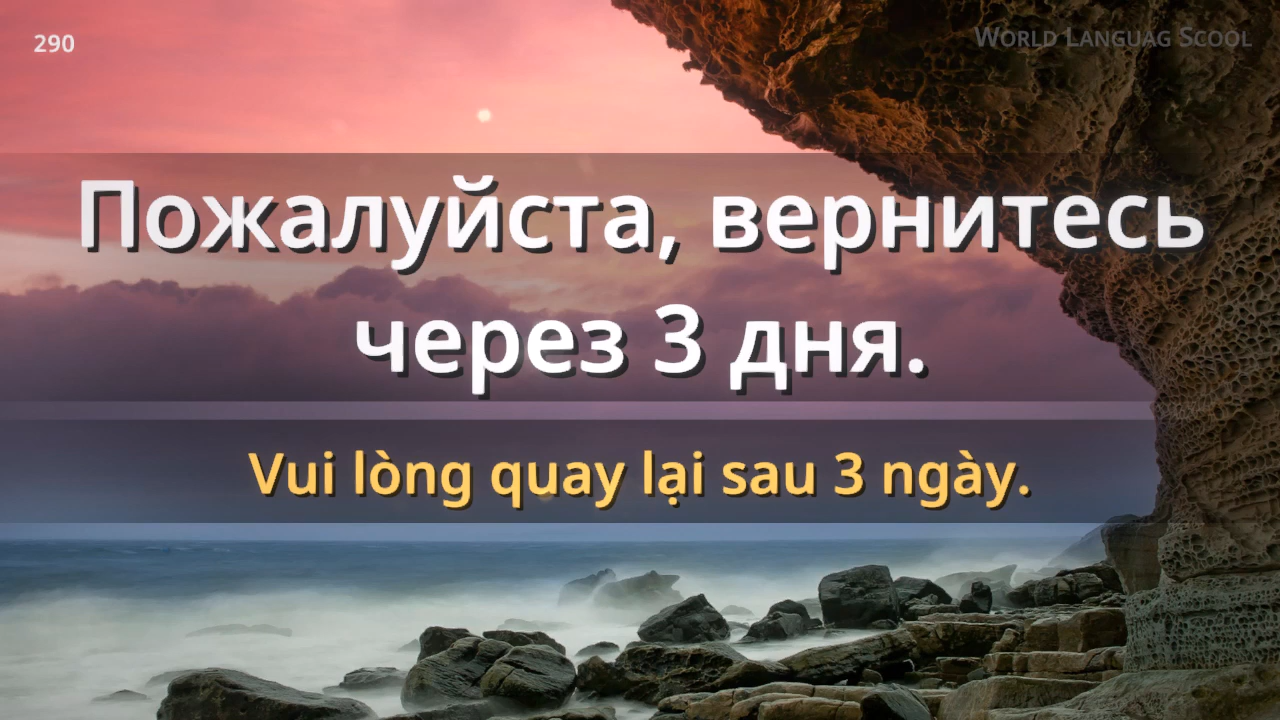 290
World Languag Scool
Пожалуйста, вернитесь
через 3 дня.
Vui lòng quay lại sau 3 ngày.